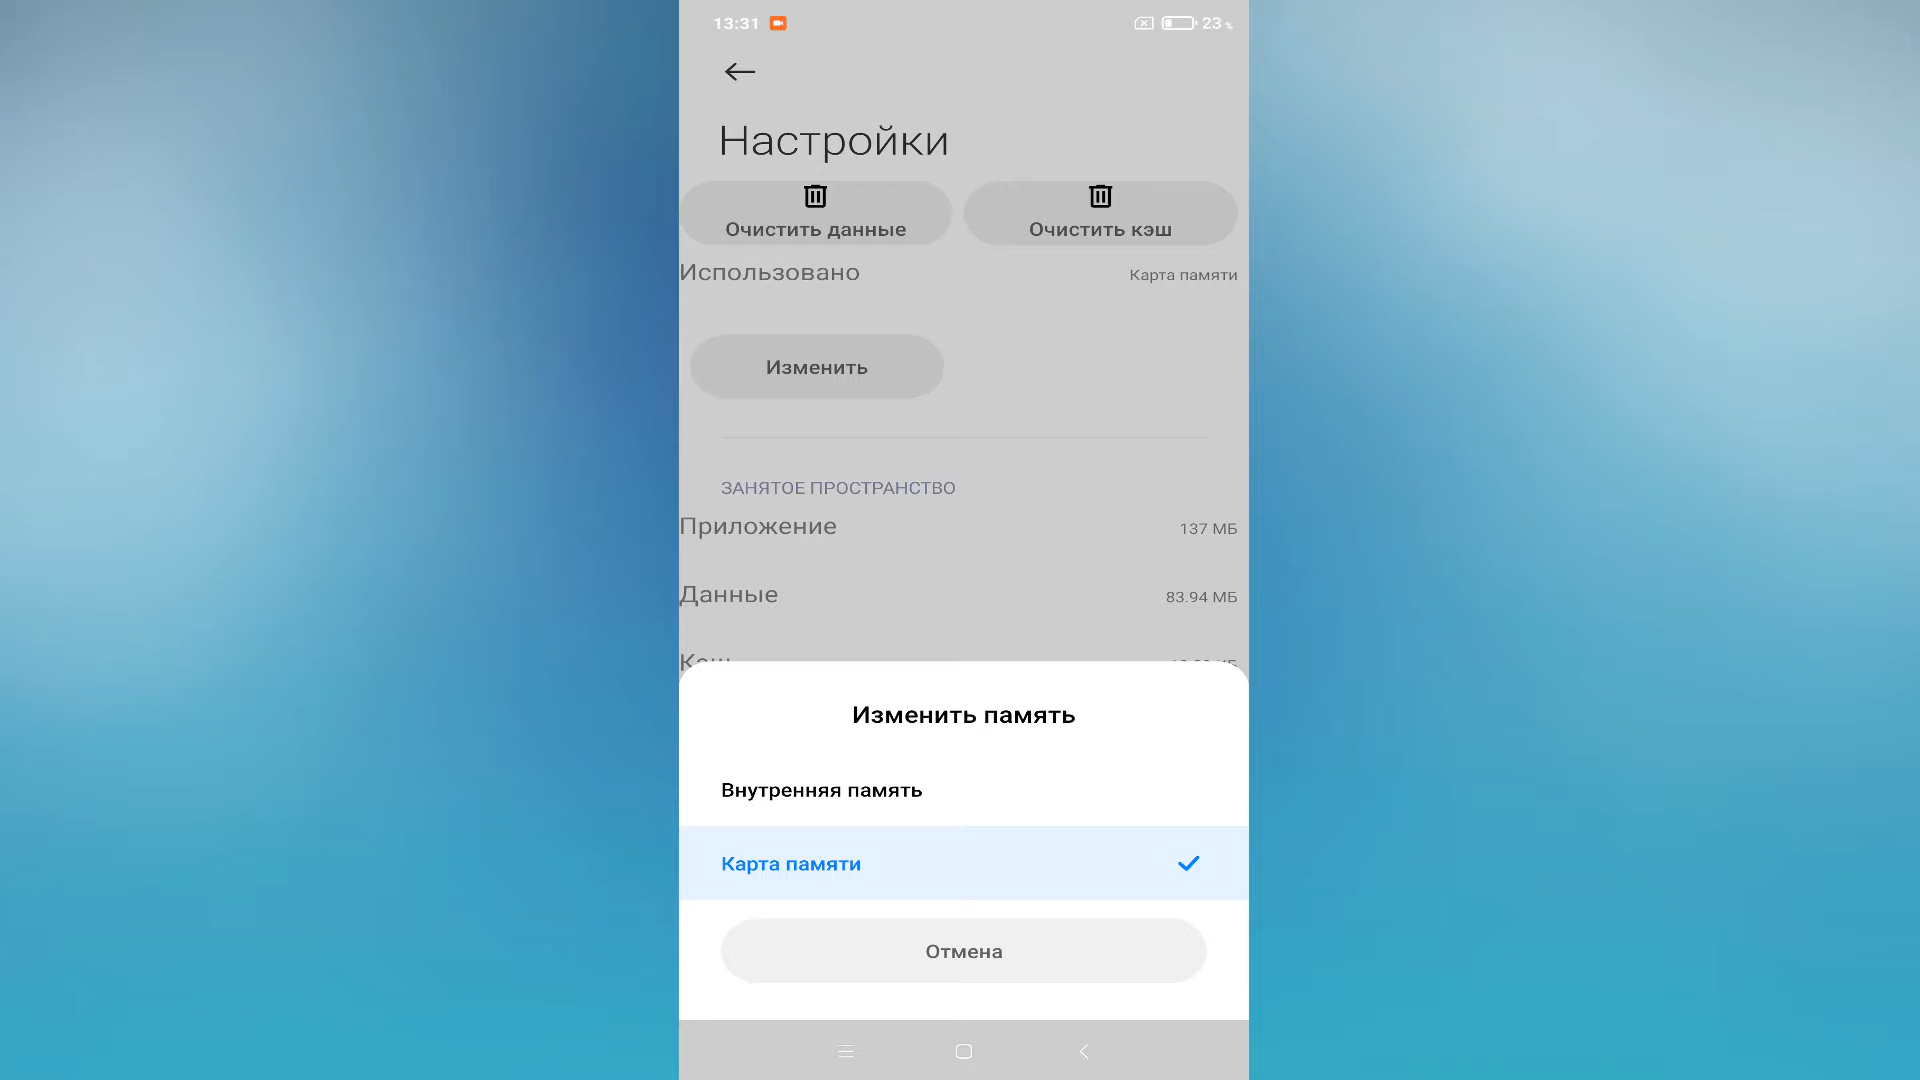 13:31
23 %
Настройки
Очистить данные
Очистить кэш
Использовано
Карта памяти
Изменить
ЗАНЯТОЕ ПРОСТРАНСТВО
Приложение
137 МБ
Данные
83.94 МБ
Изменить память
Внутренняя память
Карта памяти
Отмена